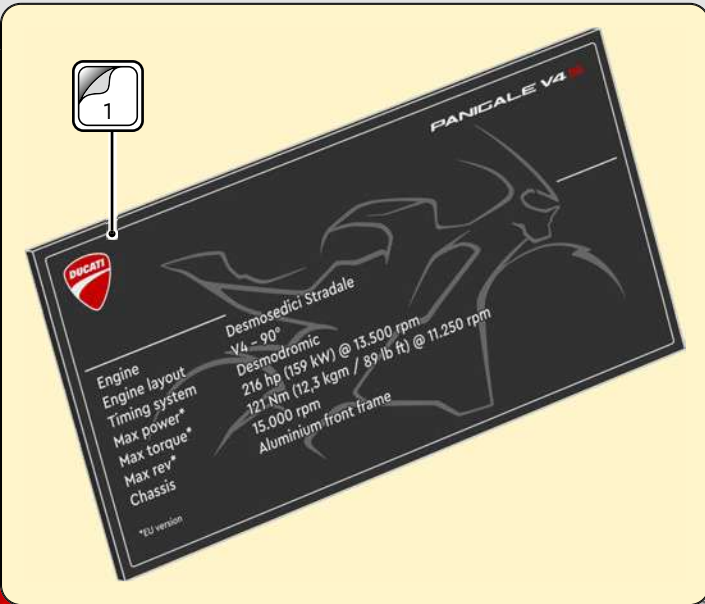 1
PANIGALE V4 S
DUCATI
Engine Desmosedici Stradale
Engine layout V4 - 90°
Timing system Desmodromic
Max power* 216 hp (159 kW) @ 13.500 rpm
Max torque* 121 Nm (12,3 kgm / 89 lb ft) @ 11.250 rpm
Max rev* 15.000 rpm
Chassis Aluminium front frame
*EU version